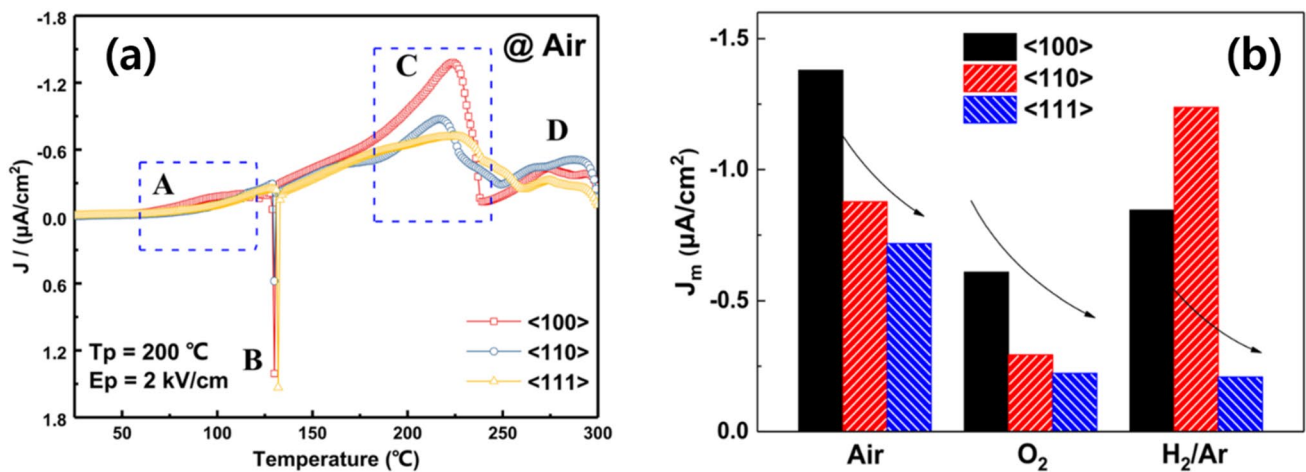 (a)
@ Air
A
B
C
D
Tp = 200 ℃
Ep = 2 kV/cm
<100>
<110>
<111>
J / (μA/cm²)
-1.8
-1.2
-0.6
0.0
0.6
1.2
1.8
50
100
150
200
250
300
Temperature (℃)
(b)
<100>
<110>
<111>
Jₘ (μA/cm²)
-1.5
-1.0
-0.5
0.0
Air
O₂
H₂/Ar